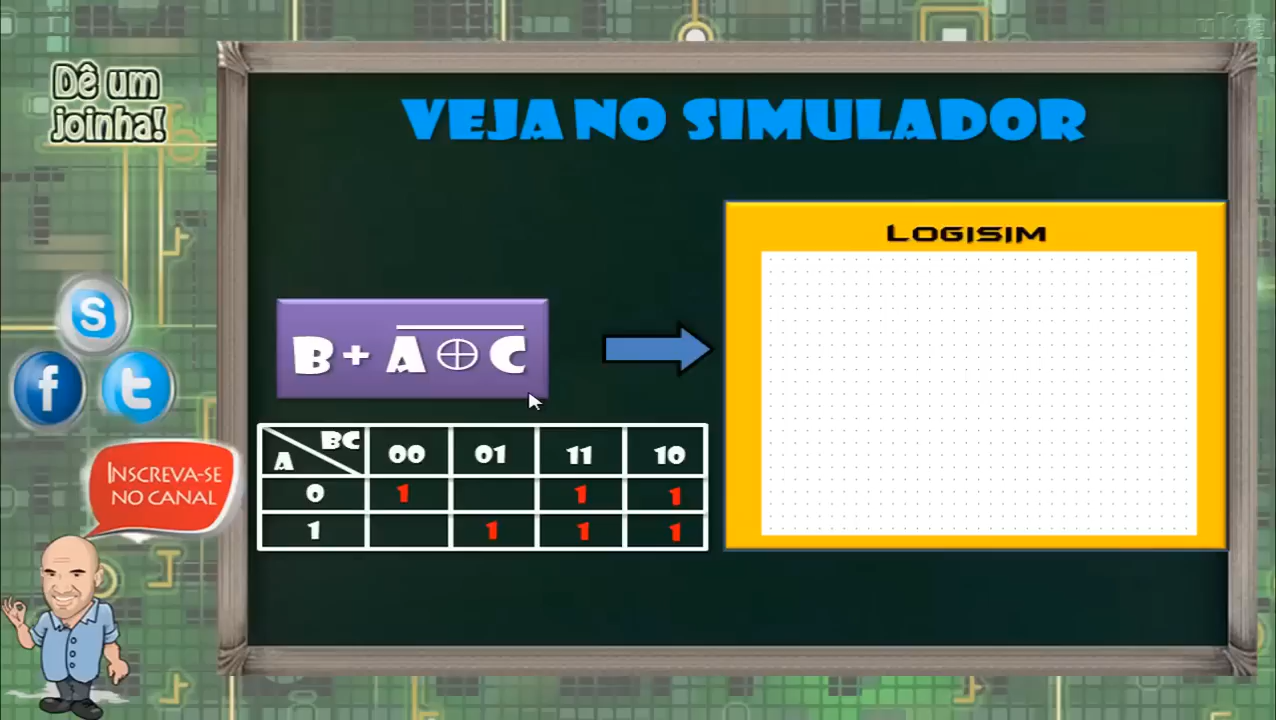 ultra
Dê um
joinha!
VEJA NO SIMULADOR
LOGISIM
B + A ⊕ C
BC
A
00 01 11 10
0 1 1 1
1 1 1 1
S
f
t
INSCREVA-SE
NO CANAL